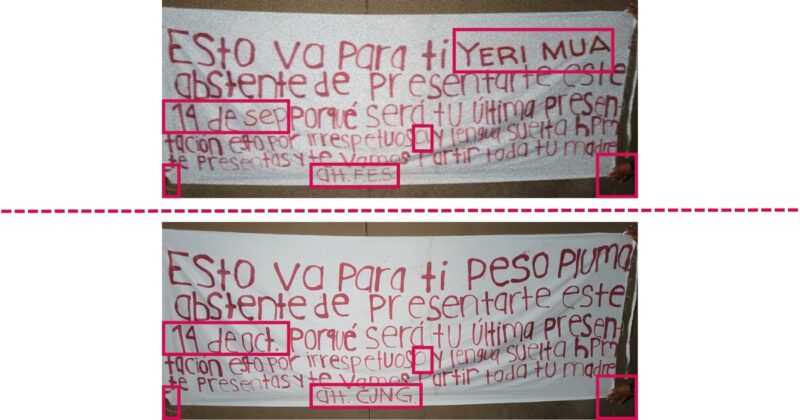 Esto va para ti YERI MUA
abstente de Presentarte este
14 de sep Porqué será tu última presen-
tación esto por irrespetuosa y lengua suelta hPM
te presentas y te vamos Partir toda tu madre
att. F.E.S.
Esto va para ti PESO PlUMA
abstente de Presentarte este
14 de oct. Porqué será tu última presen-
tación esto por irrespetuoso y lengua suelta hPM
te presentas y te vamos Partir toda tu madre
att. CJNG.